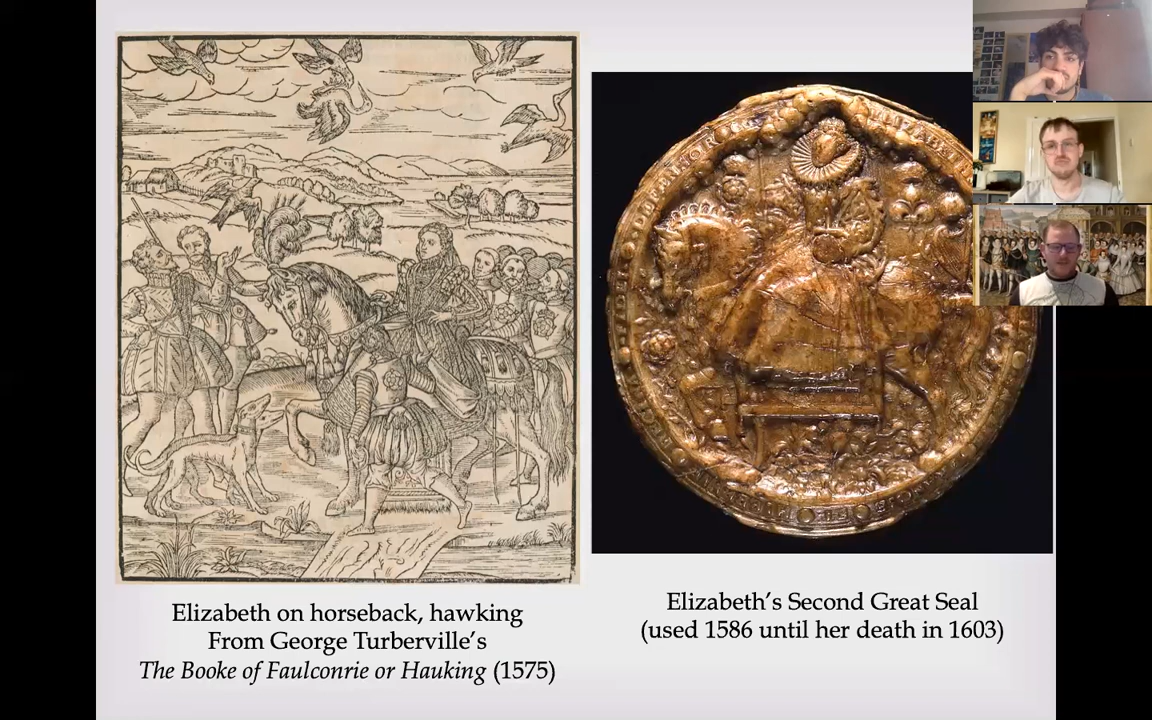 Elizabeth on horseback, hawking
From George Turberville’s
The Booke of Faulconrie or Hauking (1575)
Elizabeth’s Second Great Seal
(used 1586 until her death in 1603)